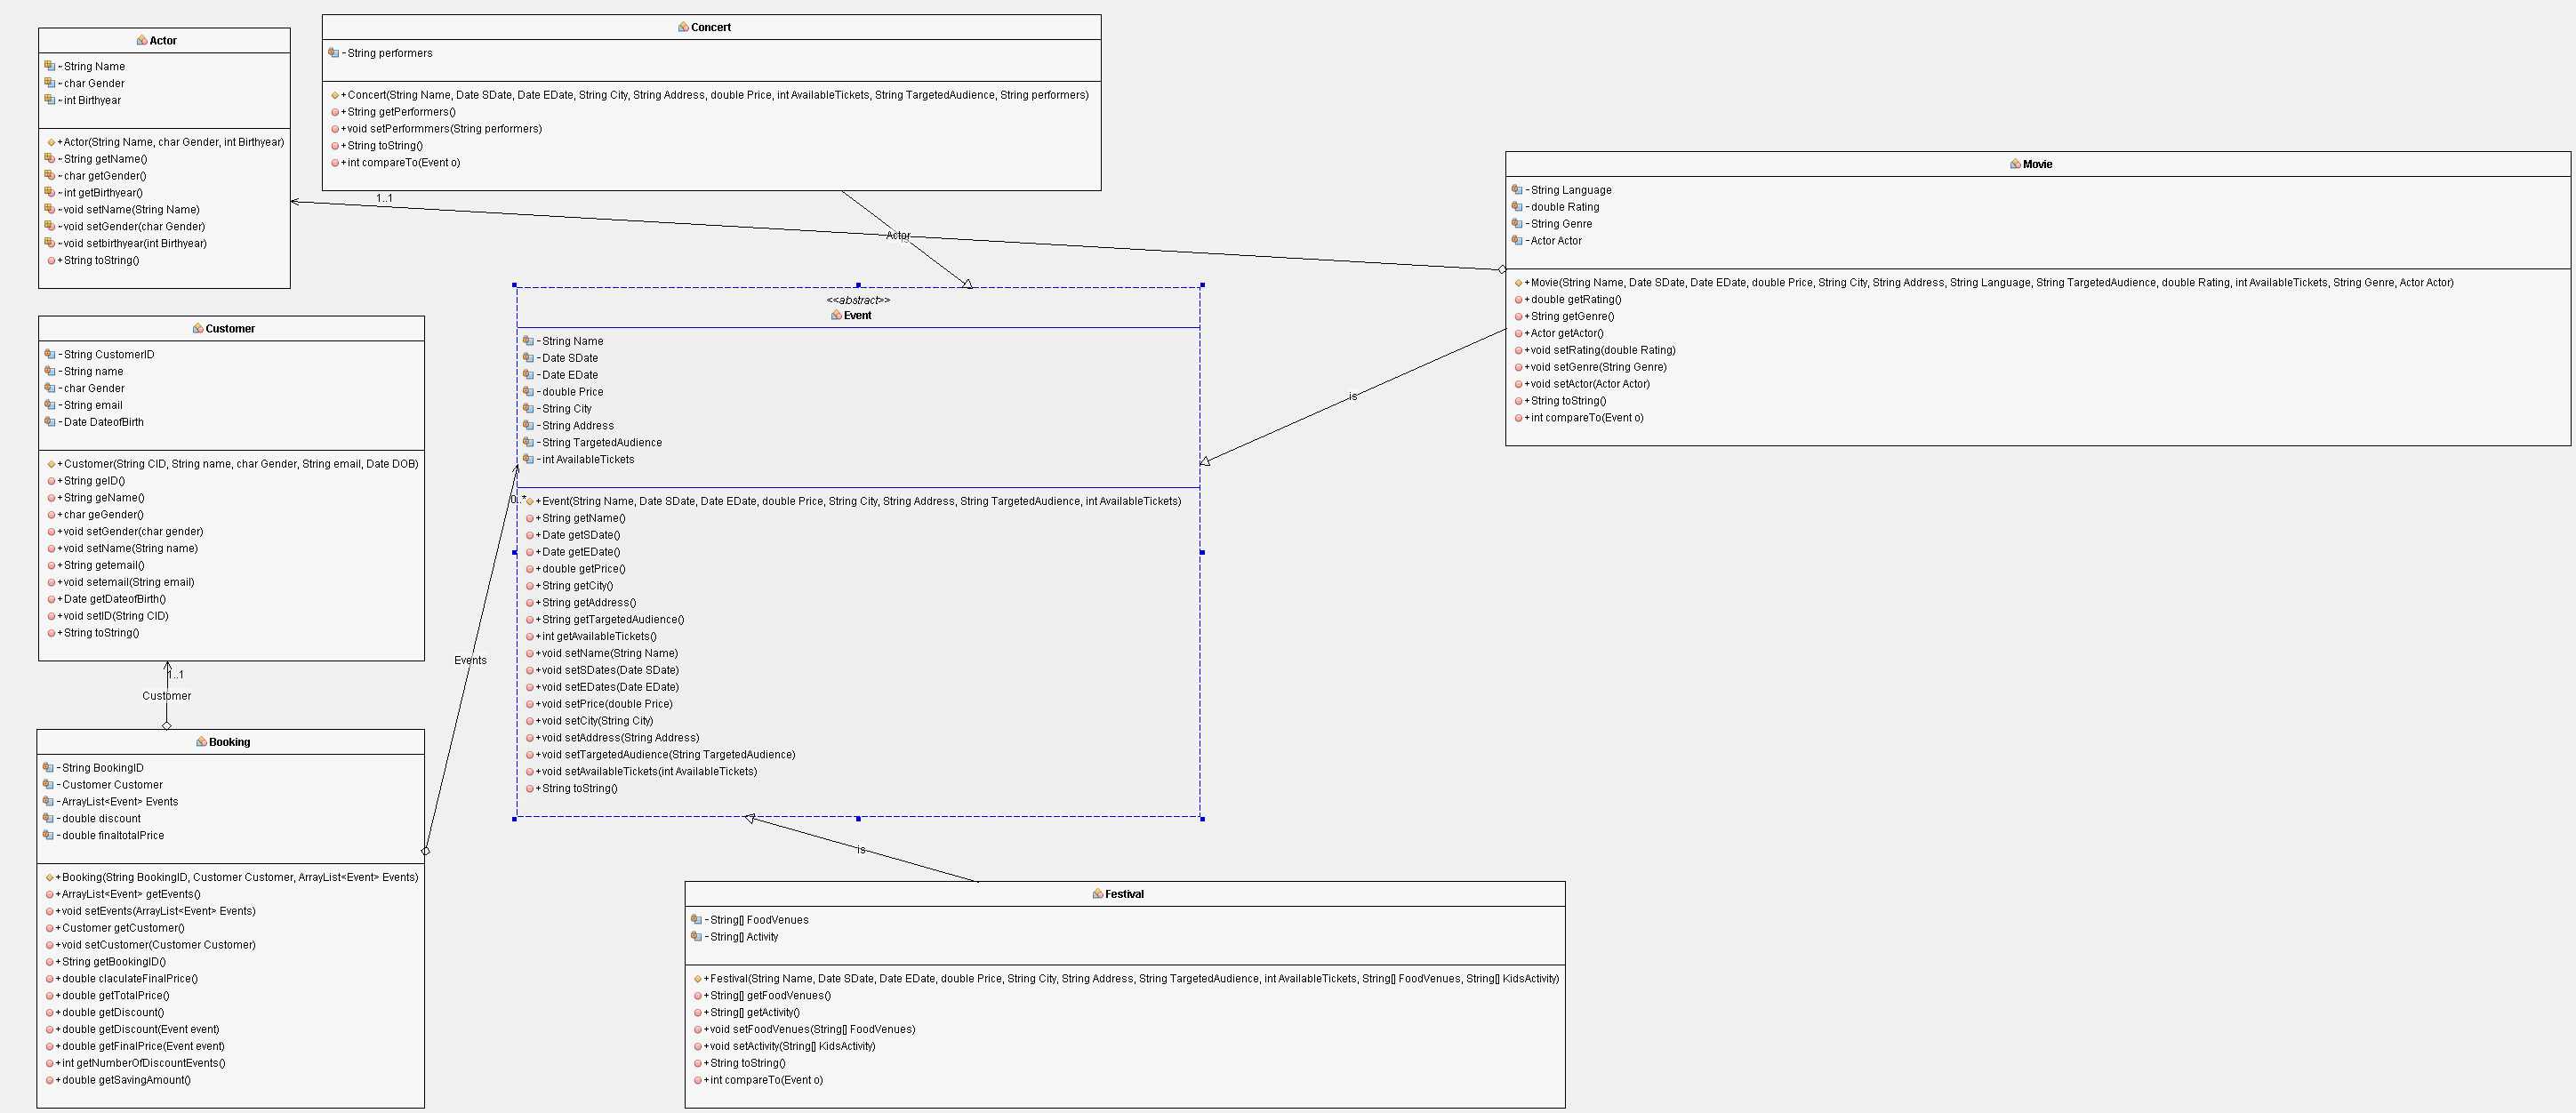 Actor
~String Name
~char Gender
~int Birthyear
+Actor(String Name, char Gender, int Birthyear)
~String getName()
~char getGender()
~int getBirthyear()
~void setName(String Name)
~void setGender(char Gender)
~void setbirthyear(int Birthyear)
+String toString()
Concert
-String performers
+Concert(String Name, Date SDate, Date EDate, String City, String Address, double Price, int AvailableTickets, String TargetedAudience, String performers)
+String getPerformers()
+void setPerformmers(String performers)
+String toString()
+int compareTo(Event o)
Movie
-String Language
-double Rating
-String Genre
-Actor Actor
+Movie(String Name, Date SDate, Date EDate, double Price, String City, String Address, String Language, String TargetedAudience, double Rating, int AvailableTickets, String Genre, Actor Actor)
+double getRating()
+String getGenre()
+Actor getActor()
+void setRating(double Rating)
+void setGenre(String Genre)
+void setActor(Actor Actor)
+String toString()
+int compareTo(Event o)
1..1
Actor
is
<<abstract>>
Event
-String Name
-Date SDate
-Date EDate
-double Price
-String City
-String Address
-String TargetedAudience
-int AvailableTickets
+Event(String Name, Date SDate, Date EDate, double Price, String City, String Address, String TargetedAudience, int AvailableTickets)
+String getName()
+Date getSDate()
+Date getEDate()
+double getPrice()
+String getCity()
+String getAddress()
+String getTargetedAudience()
+int getAvailableTickets()
+void setName(String Name)
+void setSDates(Date SDate)
+void setEDates(Date EDate)
+void setPrice(double Price)
+void setCity(String City)
+void setAddress(String Address)
+void setTargetedAudience(String TargetedAudience)
+void setAvailableTickets(int AvailableTickets)
+String toString()
is
0..*
Events
Customer
-String CustomerID
-String name
-char Gender
-String email
-Date DateofBirth
+Customer(String CID, String name, char Gender, String email, Date DOB)
+String geID()
+String geName()
+char geGender()
+void setGender(char gender)
+void setName(String name)
+String getemail()
+void setemail(String email)
+Date getDateofBirth()
+void setID(String CID)
+String toString()
1..1
Customer
Booking
-String BookingID
-Customer Customer
-ArrayList<Event> Events
-double discount
-double finaltotalPrice
+Booking(String BookingID, Customer Customer, ArrayList<Event> Events)
+ArrayList<Event> getEvents()
+void setEvents(ArrayList<Event> Events)
+Customer getCustomer()
+void setCustomer(Customer Customer)
+String getBookingID()
+double claculateFinalPrice()
+double getTotalPrice()
+double getDiscount()
+double getDiscount(Event event)
+double getFinalPrice(Event event)
+int getNumberOfDiscountEvents()
+double getSavingAmount()
is
Festival
-String[] FoodVenues
-String[] Activity
+Festival(String Name, Date SDate, Date EDate, double Price, String City, String Address, String TargetedAudience, int AvailableTickets, String[] FoodVenues, String[] KidsActivity)
+String[] getFoodVenues()
+String[] getActivity()
+void setFoodVenues(String[] FoodVenues)
+void setActivity(String[] KidsActivity)
+String toString()
+int compareTo(Event o)